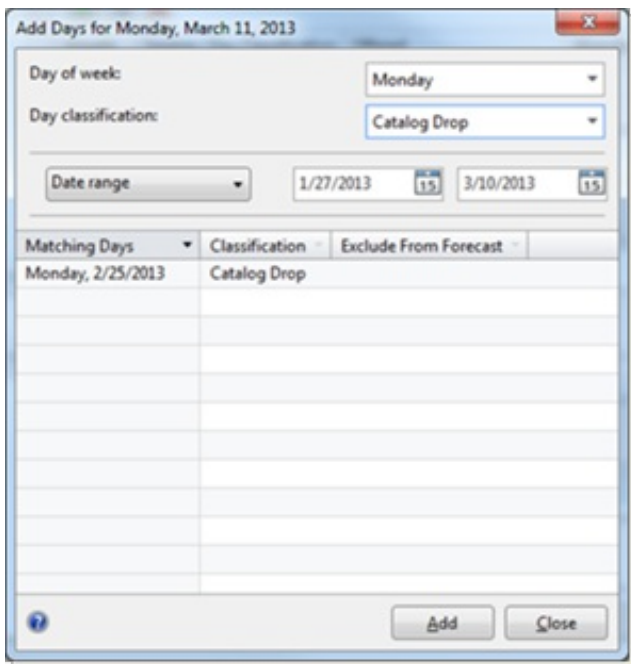 Add Days for Monday, March 11, 2013
Day of week: Monday
Day classification: Catalog Drop
Date range 1/27/2013 15 3/10/2013 15
Matching Days Classification Exclude From Forecast
Monday, 2/25/2013 Catalog Drop
? Add Close